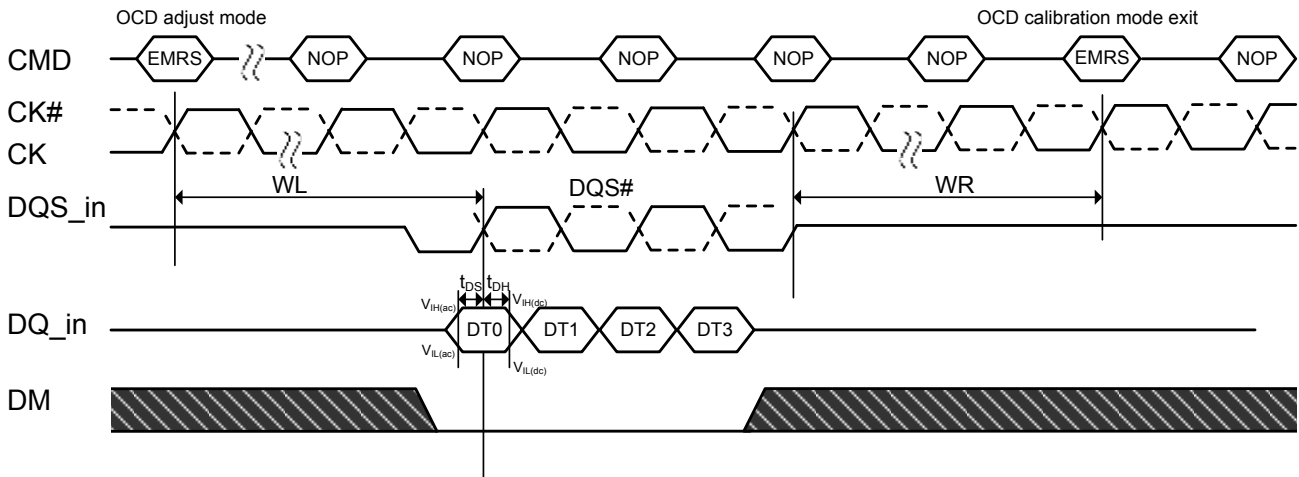 OCD adjust mode
OCD calibration mode exit
CMD
EMRS
NOP
NOP
NOP
NOP
NOP
EMRS
NOP
CK#
CK
WL
DQS#
WR
DQS_in
tDS
tDH
VIH(ac)
VIH(dc)
DQ_in
DT0
DT1
DT2
DT3
VIL(ac)
VIL(dc)
DM